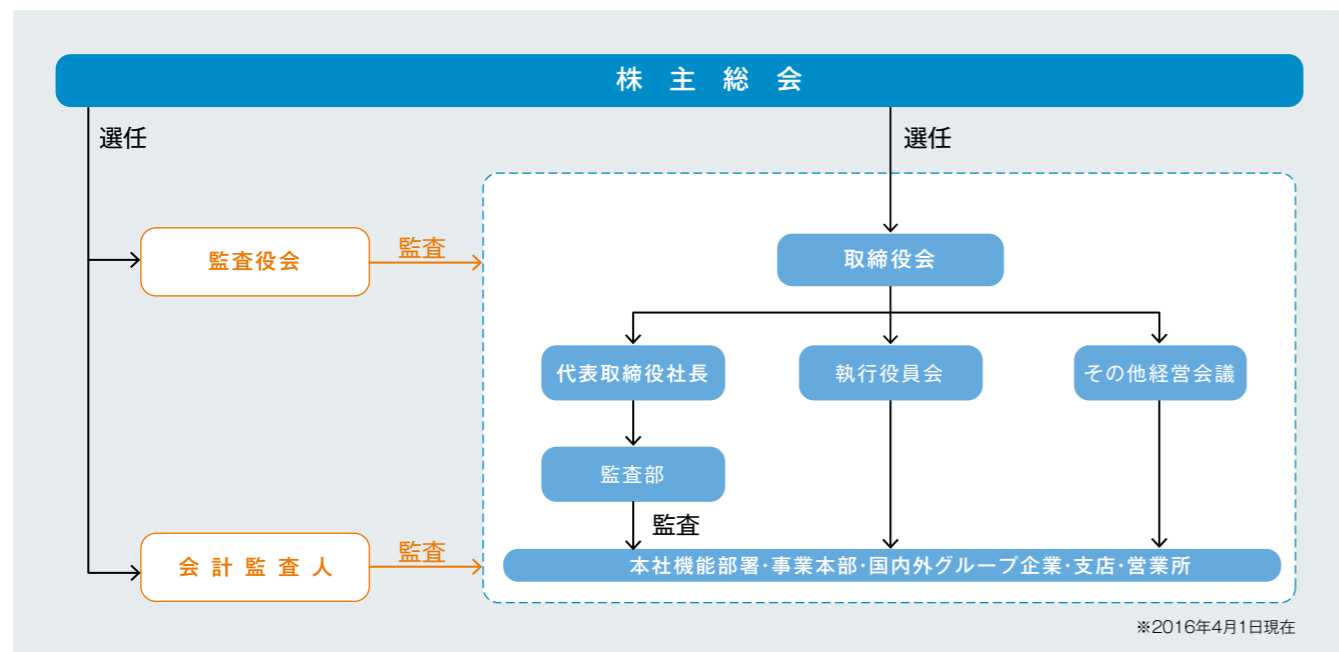 株主総会
選任
選任
監査役会
監査
取締役会
代表取締役社長
執行役員会
その他経営会議
監査部
監査
会計監査人
監査
本社機能部署・事業本部・国内外グループ企業・支店・営業所
※2016年4月1日現在